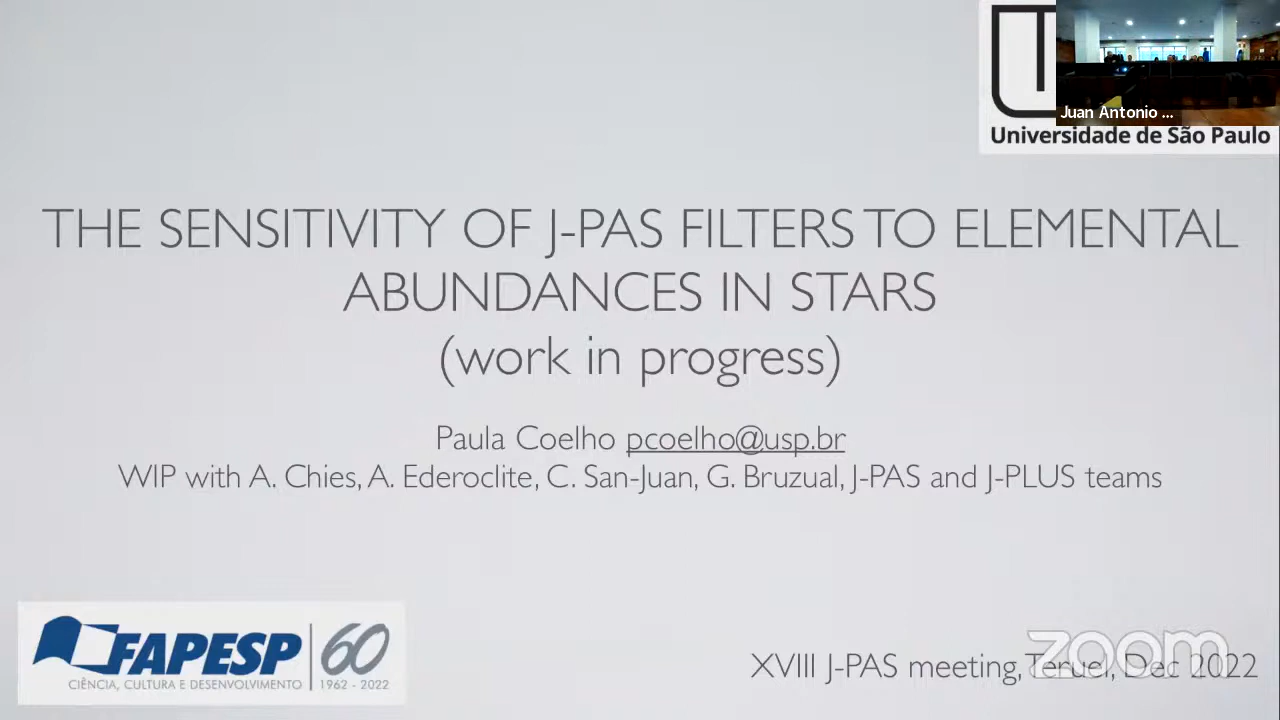 Juan Antonio ...
Universidade de São Paulo
THE SENSITIVITY OF J-PAS FILTERS TO ELEMENTAL
ABUNDANCES IN STARS
(work in progress)
Paula Coelho pcoelho@usp.br
WIP with A. Chies, A. Ederoclite, C. San-Juan, G. Bruzual, J-PAS and J-PLUS teams
FAPESP 60
CIÊNCIA, CULTURA E DESENVOLVIMENTO 1962 - 2022
zoom
XVIII J-PAS meeting, Teruel, Dec 2022